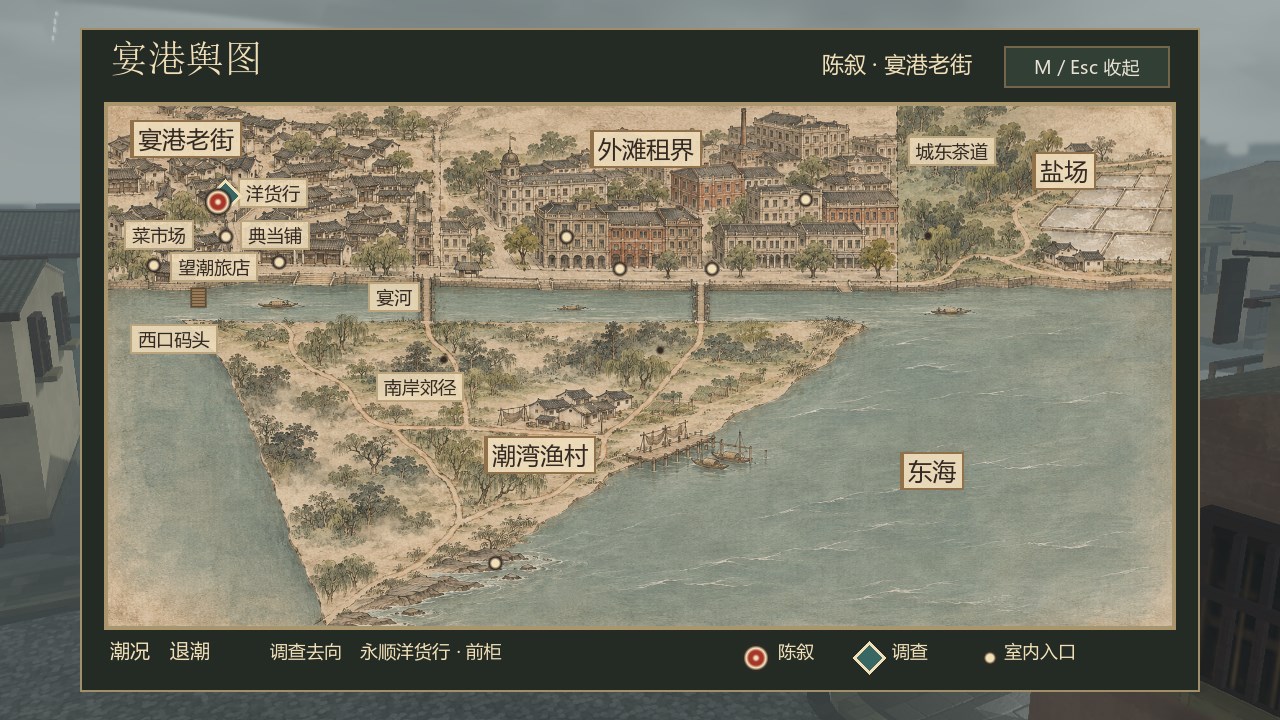 宴港舆图
陈叙 · 宴港老街
M / Esc 收起
宴港老街
外滩租界
城东茶道
盐场
洋货行
菜市场
典当铺
望潮旅店
宴河
西口码头
南岸郊径
潮湾渔村
东海
潮况 退潮
调查去向 永顺洋货行 · 前柜
陈叙
调查
室内入口